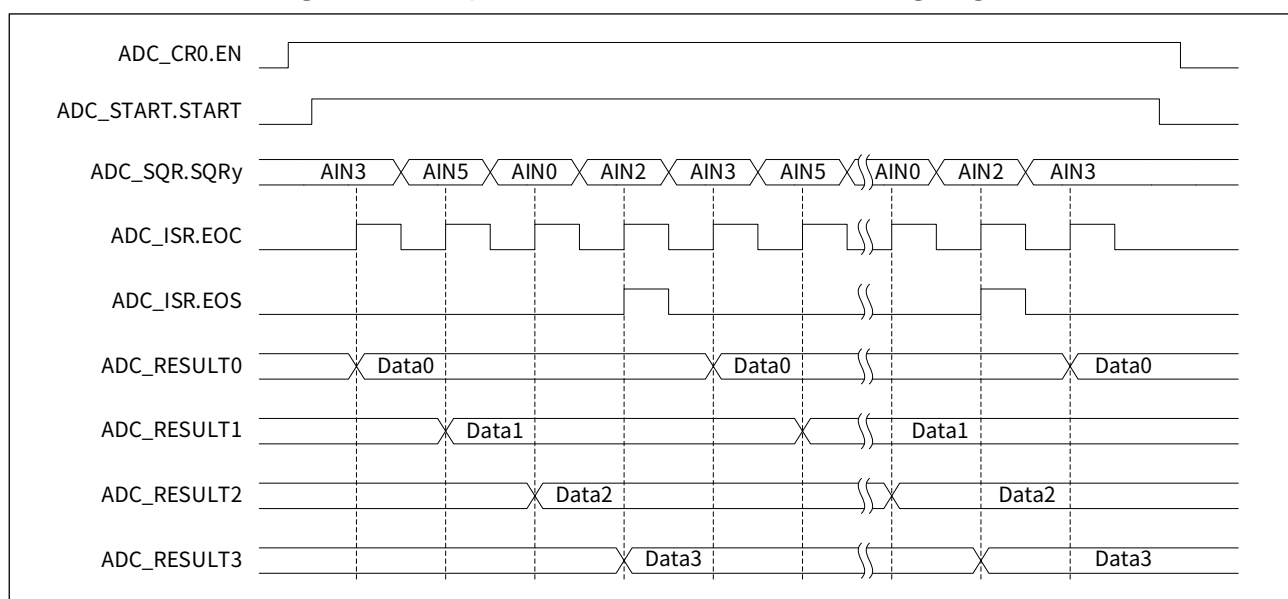 ADC_CR0.EN
ADC_START.START
ADC_SQR.SQRy AIN3 AIN5 AIN0 AIN2 AIN3 AIN5 AIN0 AIN2 AIN3
ADC_ISR.EOC
ADC_ISR.EOS
ADC_RESULT0 Data0 Data0 Data0
ADC_RESULT1 Data1 Data1
ADC_RESULT2 Data2 Data2
ADC_RESULT3 Data3 Data3